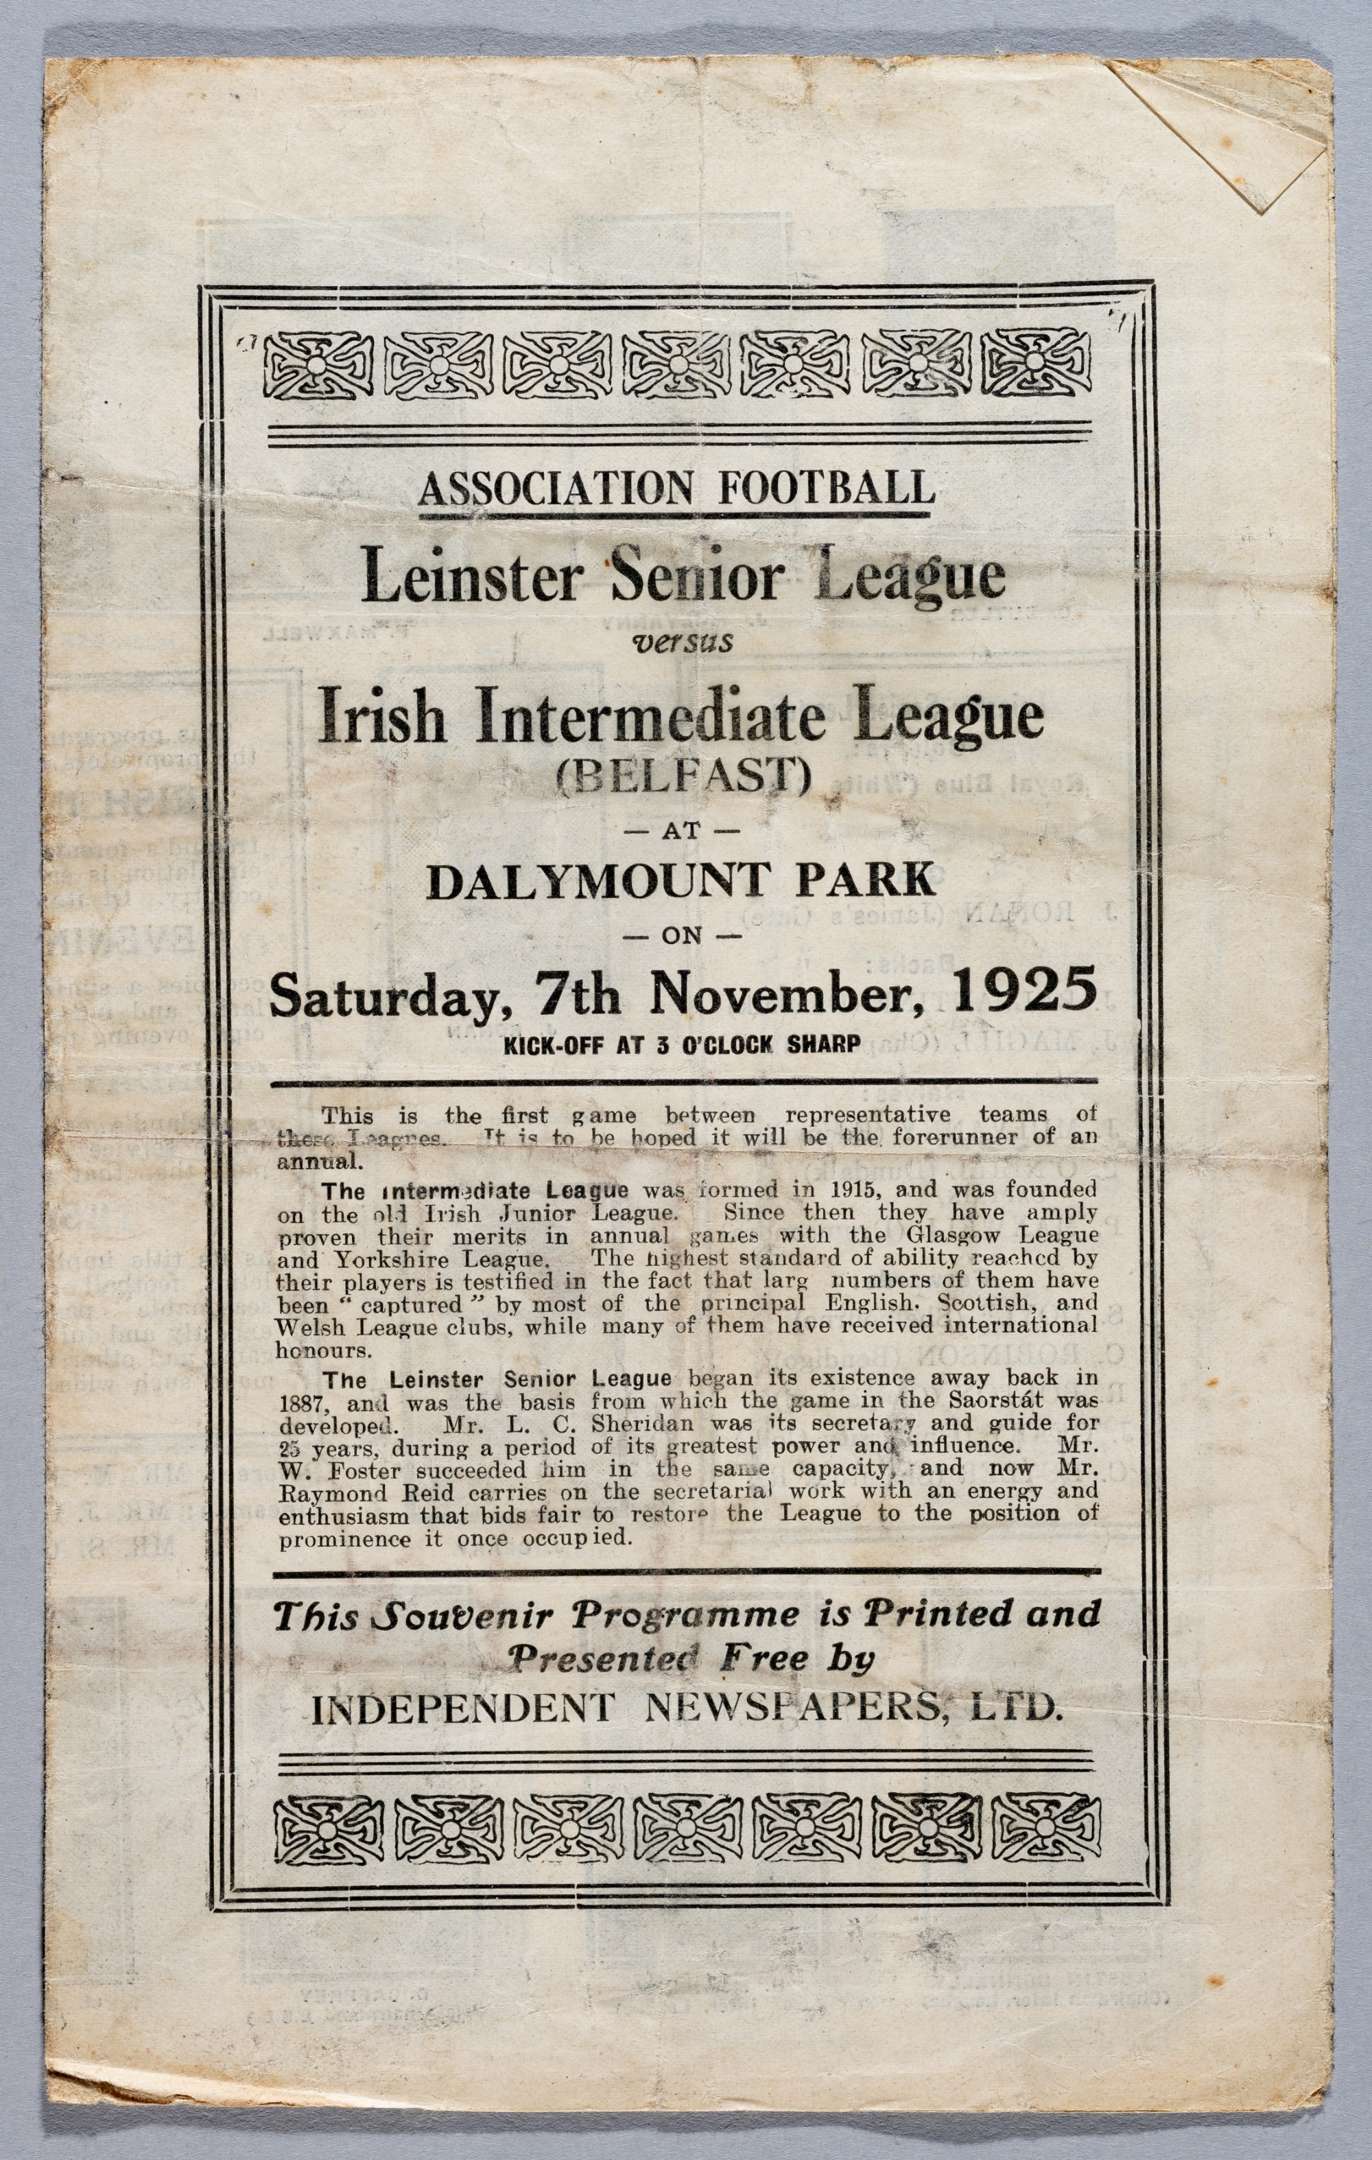 ASSOCIATION FOOTBALL
Leinster Senior League
versus
Irish Intermediate League
(BELFAST)
— AT —
DALYMOUNT PARK
— ON —
Saturday, 7th November, 1925
KICK-OFF AT 3 O'CLOCK SHARP
This is the first game between representative teams of
these Leagues. It is to be hoped it will be the forerunner of an
annual.
The Intermediate League was formed in 1915, and was founded
on the old Irish Junior League. Since then they have amply
proven their merits in annual games with the Glasgow League
and Yorkshire League. The highest standard of ability reached by
their players is testified in the fact that larg numbers of them have
been “ captured ” by most of the principal English. Scottish, and
Welsh League clubs, while many of them have received international
honours.
The Leinster Senior League began its existence away back in
1887, and was the basis from which the game in the Saorstát was
developed. Mr. L. C. Sheridan was its secretary and guide for
25 years, during a period of its greatest power and influence. Mr.
W. Foster succeeded him in the same capacity, and now Mr.
Raymond Reid carries on the secretarial work with an energy and
enthusiasm that bids fair to restore the League to the position of
prominence it once occupied.
This Souvenir Programme is Printed and
Presented Free by
INDEPENDENT NEWSPAPERS, LTD.